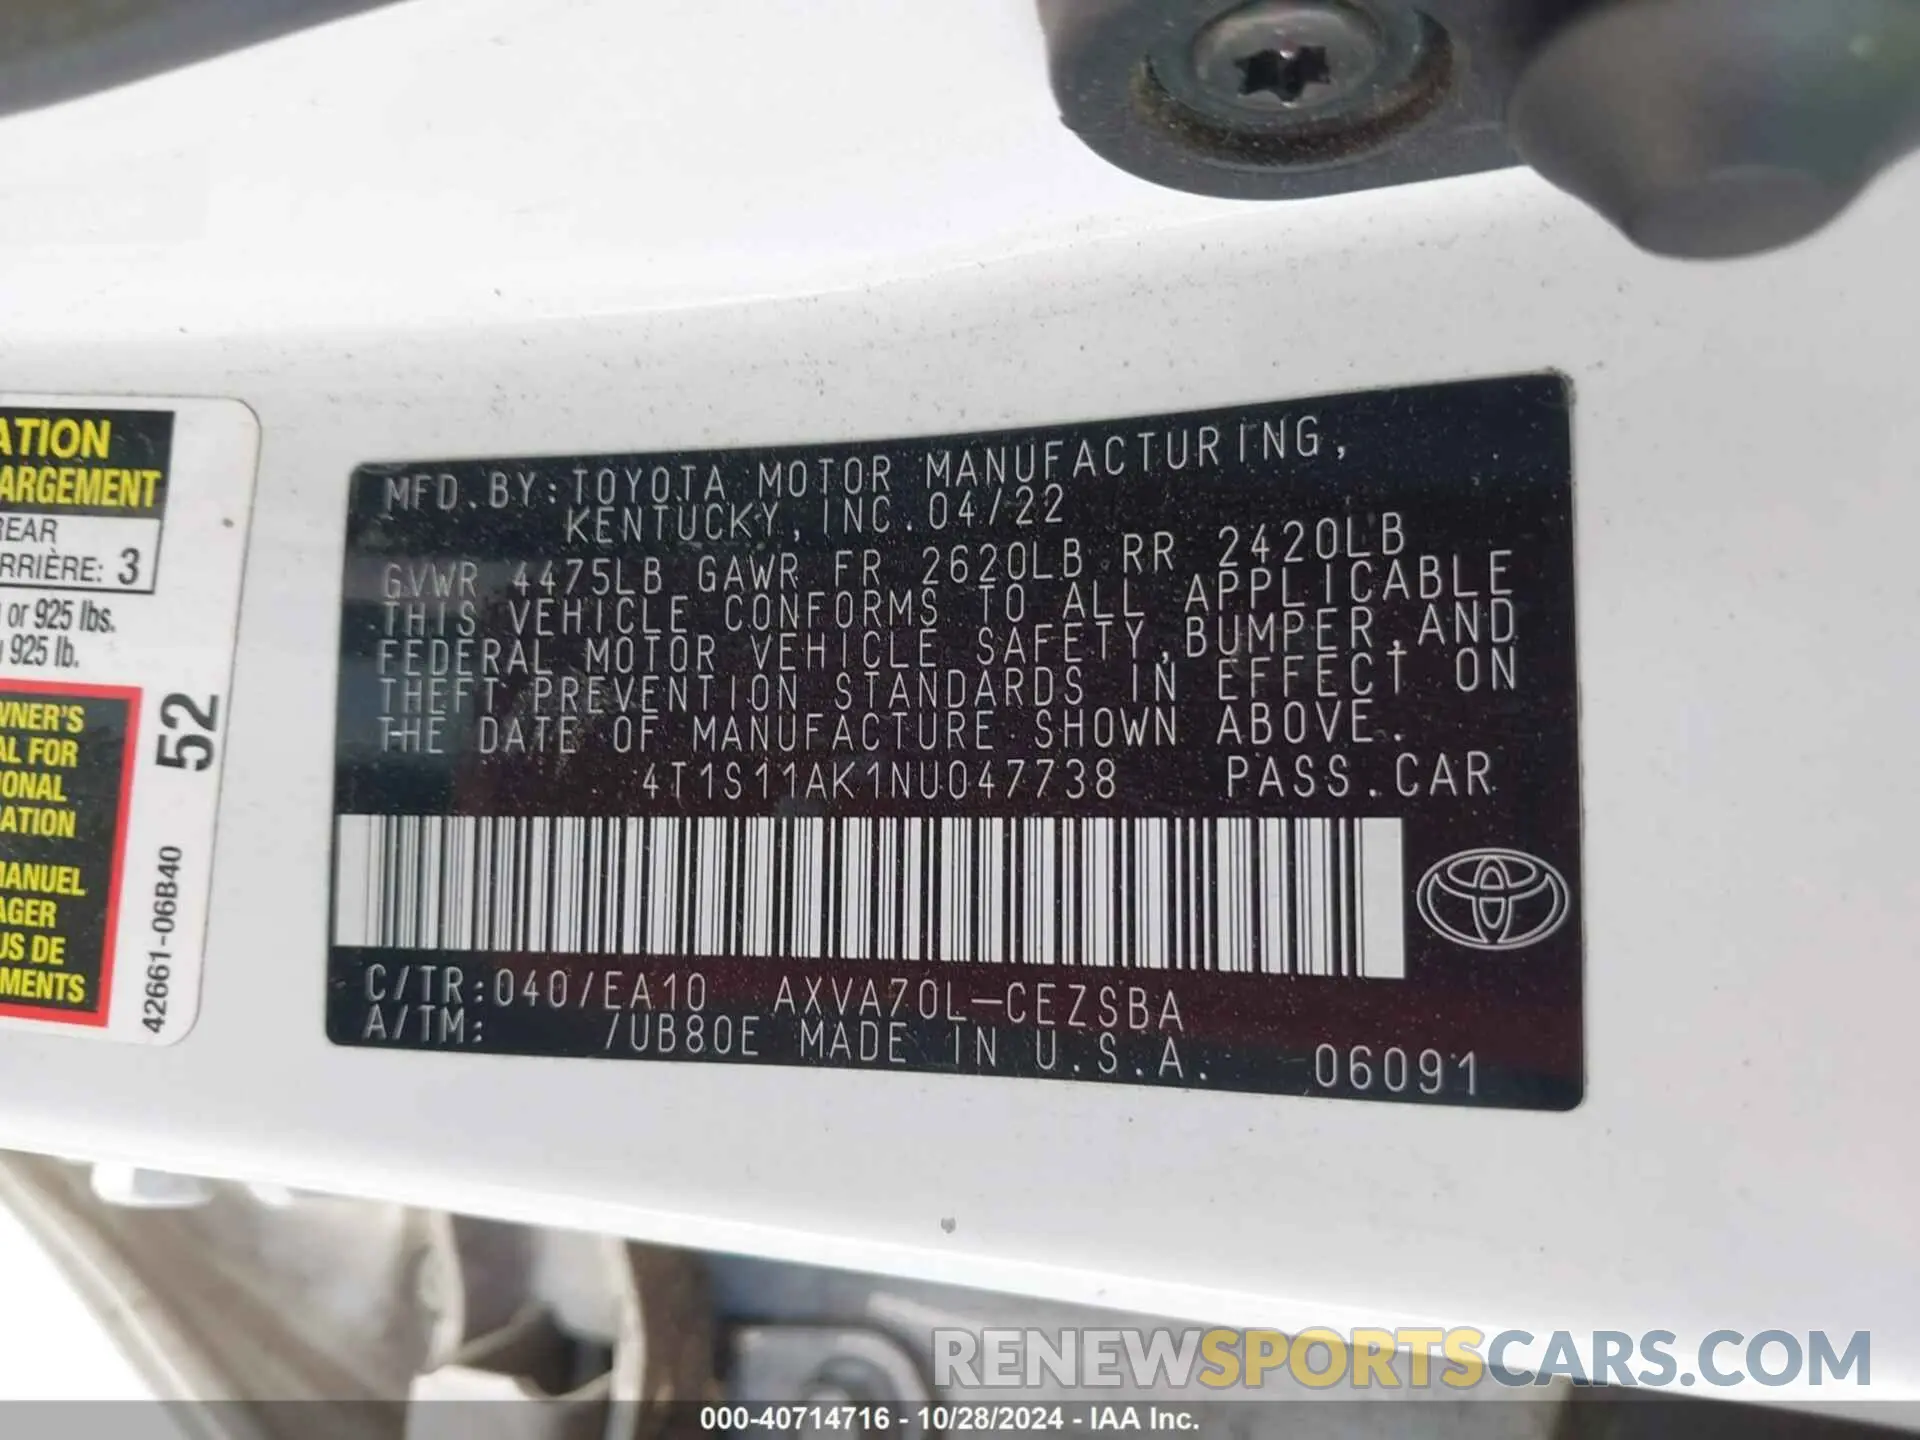 ATION
ARGEMENT
REAR
RRIÈRE: 3
or 925 lbs.
925 lb.
WNER'S
AL FOR
IONAL
ATION
MANUEL
AGER
US DE
MENTS
52
42661-06B40
MFD.BY:TOYOTA MOTOR MANUFACTURING,
KENTUCKY, INC. 04/22
GVWR 4475LB GAWR FR 2620LB RR 2420LB
THIS VEHICLE CONFORMS TO ALL APPLICABLE
FEDERAL MOTOR VEHICLE SAFETY,BUMPER,AND
THEFT PREVENTION STANDARDS IN EFFECT ON
THE DATE OF MANUFACTURE SHOWN ABOVE.
4T1S11AK1NU047738 PASS.CAR
C/TR:040/EA10 AXVA70L-CEZSBA
A/TM: /UB80E MADE IN U.S.A. 06091
RENEWSPORTSCARS.COM
000-40714716 - 10/28/2024 - IAA Inc.